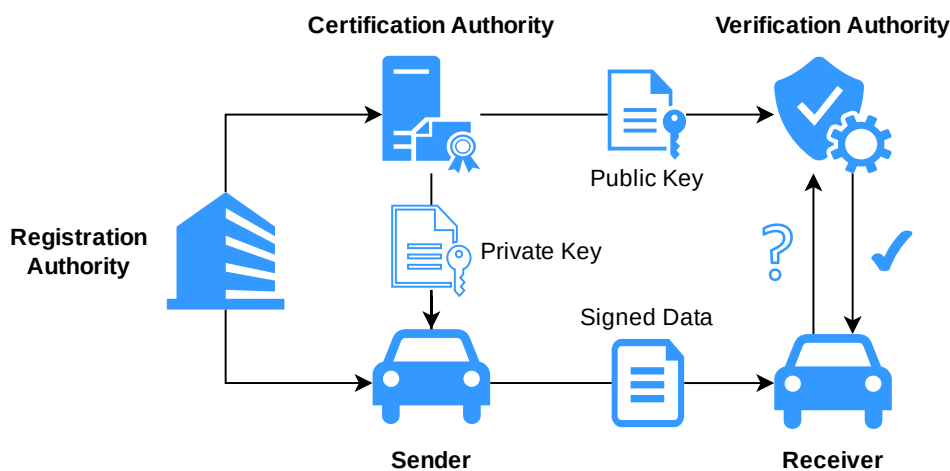 Certification Authority
Verification Authority
Public Key
Registration
Authority
Private Key
?
Signed Data
Sender
Receiver